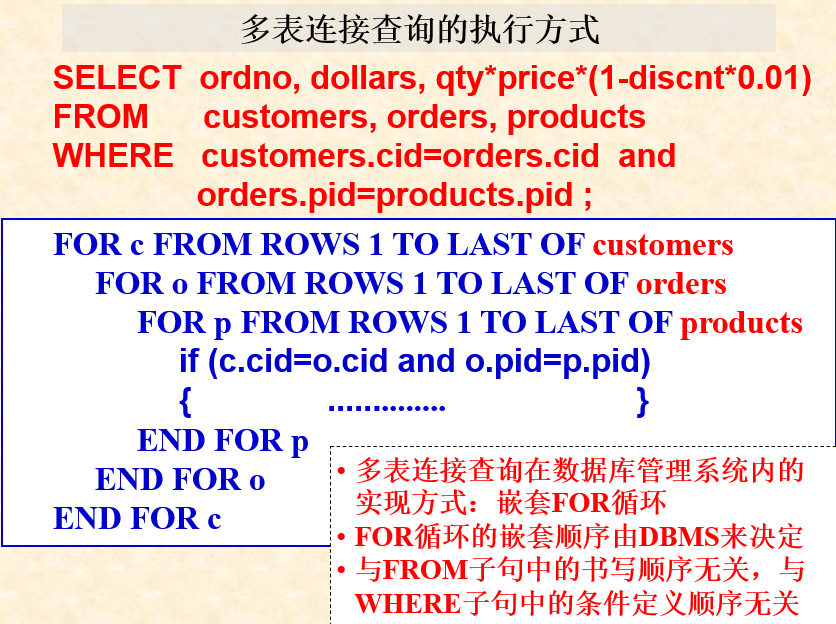 多表连接查询的执行方式
SELECT ordno, dollars, qty*price*(1-discnt*0.01)
FROM customers, orders, products
WHERE customers.cid=orders.cid and
orders.pid=products.pid ;
FOR c FROM ROWS 1 TO LAST OF customers
FOR o FROM ROWS 1 TO LAST OF orders
FOR p FROM ROWS 1 TO LAST OF products
if (c.cid=o.cid and o.pid=p.pid)
{ .............. }
END FOR p
END FOR o
END FOR c
• 多表连接查询在数据库管理系统内的
实现方式：嵌套FOR循环
• FOR循环的嵌套顺序由DBMS来决定
• 与FROM子句中的书写顺序无关，与
WHERE子句中的条件定义顺序无关